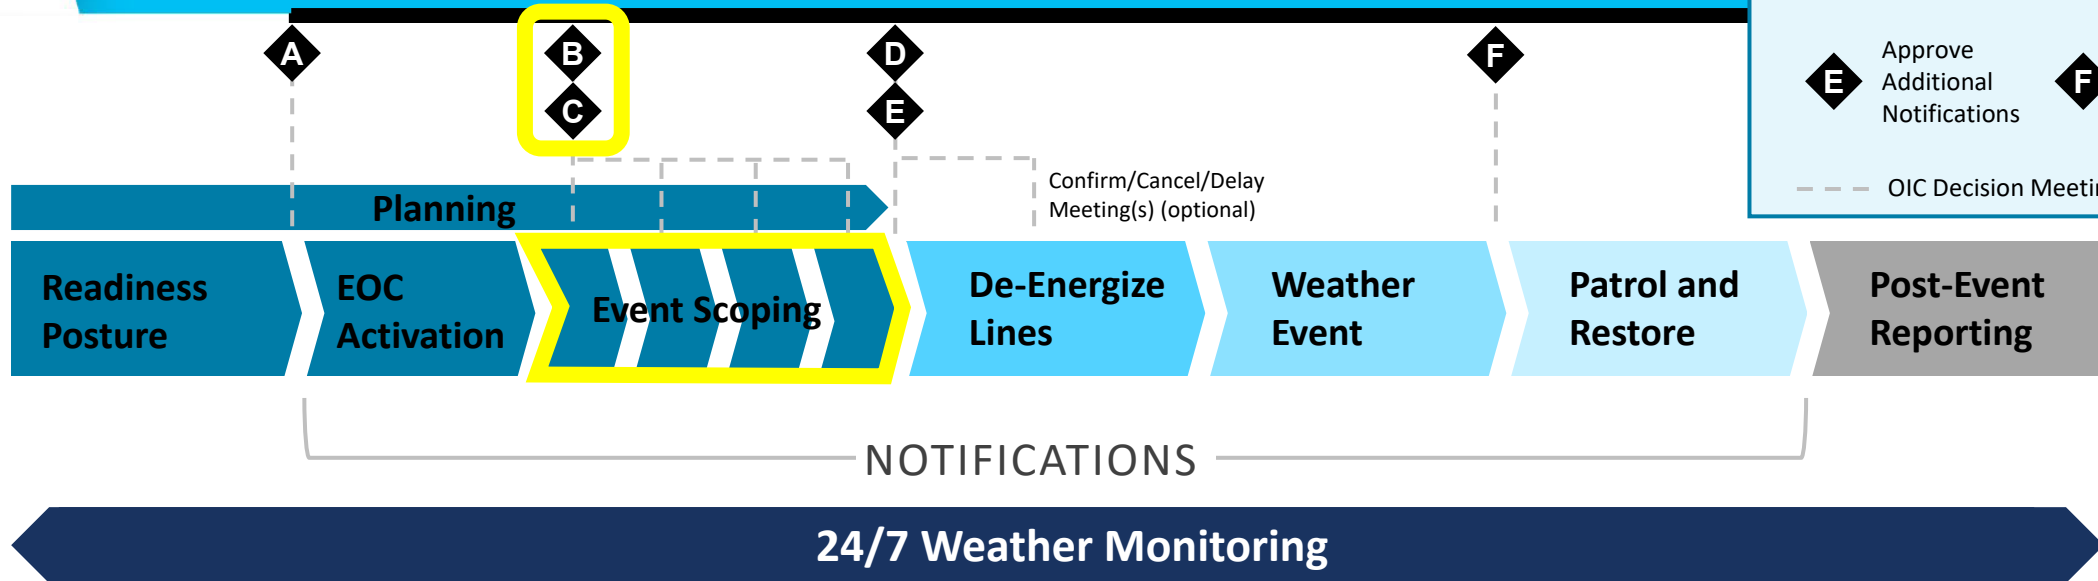 A
B
C
D
E
F
E
Approve
Additional
Notifications
F
Confirm/Cancel/Delay
Meeting(s) (optional)
OIC Decision
Planning
Readiness
Posture
EOC
Activation
Event Scoping
De-Energize
Lines
Weather
Event
Patrol and
Restore
Post-Event
Reporting
NOTIFICATIONS
24/7 Weather Monitoring